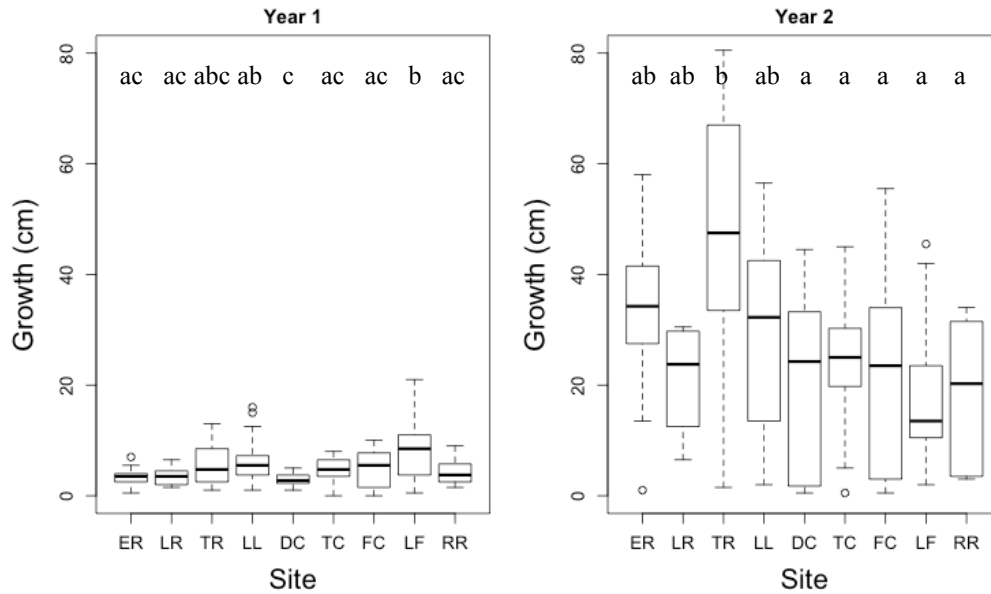 Year 1
ac ac abc ab c ac ac b ac
Growth (cm)
0 20 40 60 80
ER LR TR LL DC TC FC LF RR
Site
Year 2
ab ab b ab a a a a a
Growth (cm)
0 20 40 60 80
ER LR TR LL DC TC FC LF RR
Site